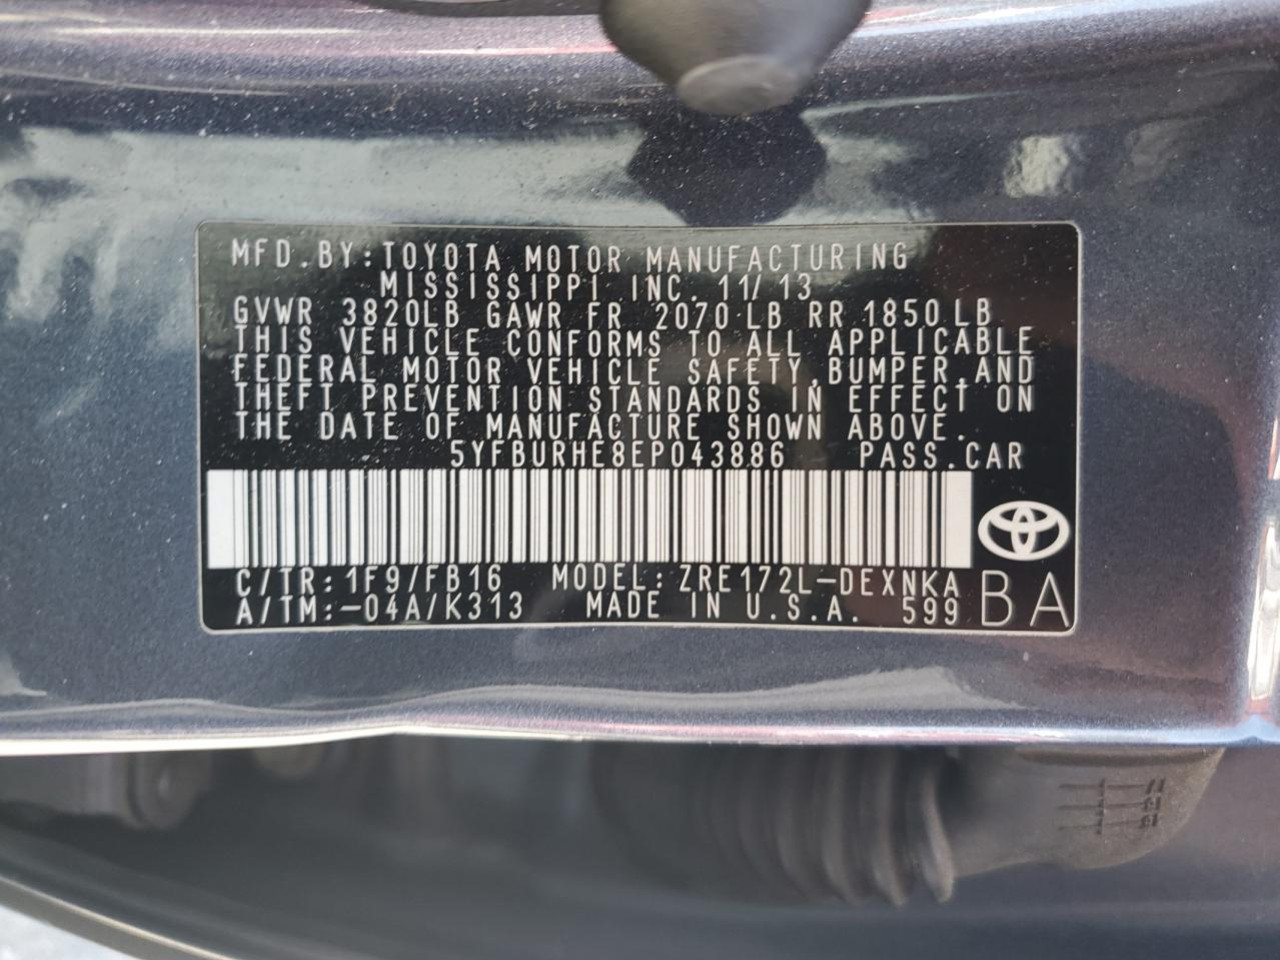 MFD.BY:TOYOTA MOTOR MANUFACTURING
MISSISSIPPI INC. 11/13
GVWR 3820LB GAWR FR 2070 LB RR 1850 LB
THIS VEHICLE CONFORMS TO ALL APPLICABLE
FEDERAL MOTOR VEHICLE SAFETY,BUMPER,AND
THEFT PREVENTION STANDARDS IN EFFECT ON
THE DATE OF MANUFACTURE SHOWN ABOVE.
5YFBURHE8EP043886 PASS.CAR
C/TR:1F9/FB16 MODEL:ZRE172L-DEXNKA
A/TM:-04A/K313 MADE IN U.S.A. 599 BA